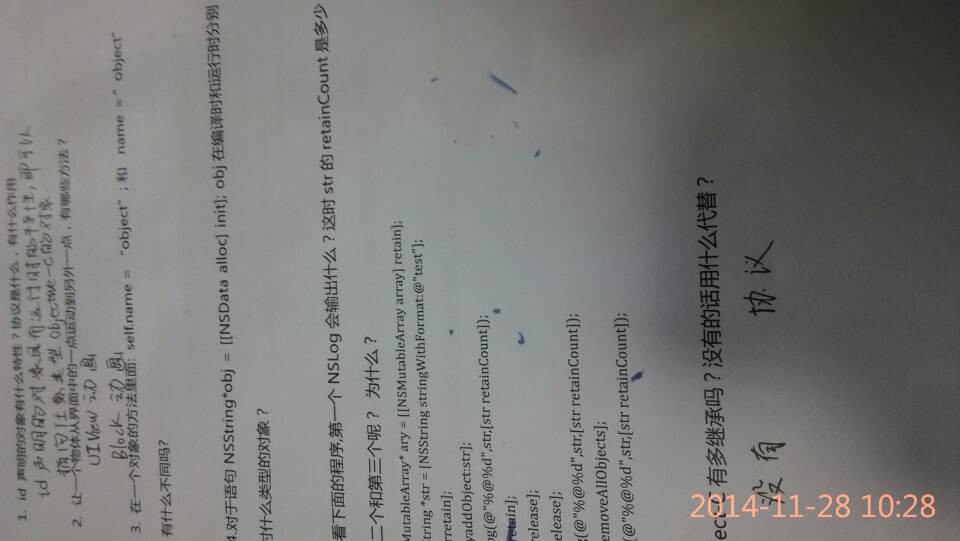 1. id 声明的对象有什么特性？协议是什么，有什么作用
id 声明的对象具有运行时的特性，即可以
指向任意类型 Objective-C 的对象
2. 让一个物体从界面中的一点运动到另外一点，有哪些方法？
UIView 动画
Block 动画
3. 在一个对象的方法里面: self.name = “object” ; 和 name =” object”
有什么不同吗?
4.对于语句 NSString*obj = [[NSData alloc] init]; obj 在编译时和运行时分别
对什么类型的对象？
看下面的程序,第一个 NSLog 会输出什么？这时 str 的 retainCount 是多少
二个和第三个呢？ 为什么？
MutableArray* ary = [[NSMutableArray array] retain];
String *str = [NSString stringWithFormat:@"test"];
rretain];
yaddObject:str];
og(@"%@%d",str,[str retainCount]);
retain];
release];
release];
g(@"%@%d",str,[str retainCount]);
emoveAllObjects];
(@"%@%d",str,[str retainCount]);
有多继承吗？没有的话用什么代替？
没有 协议
2014-11-28 10:28